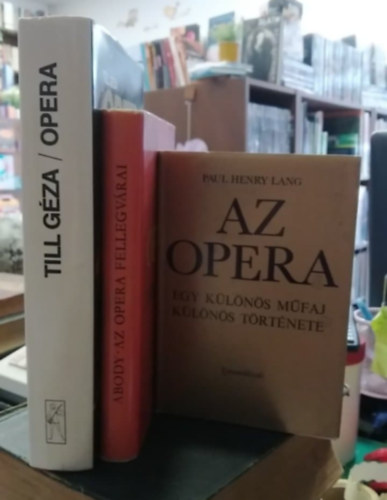 TILL GÉZA / OPERA
ABODY · AZ OPERA FELLEGVÁRAI
PAUL HENRY LANG
AZ
OPERA
EGY KÜLÖNÖS MŰFAJ
KÜLÖNÖS TÖRTÉNETE